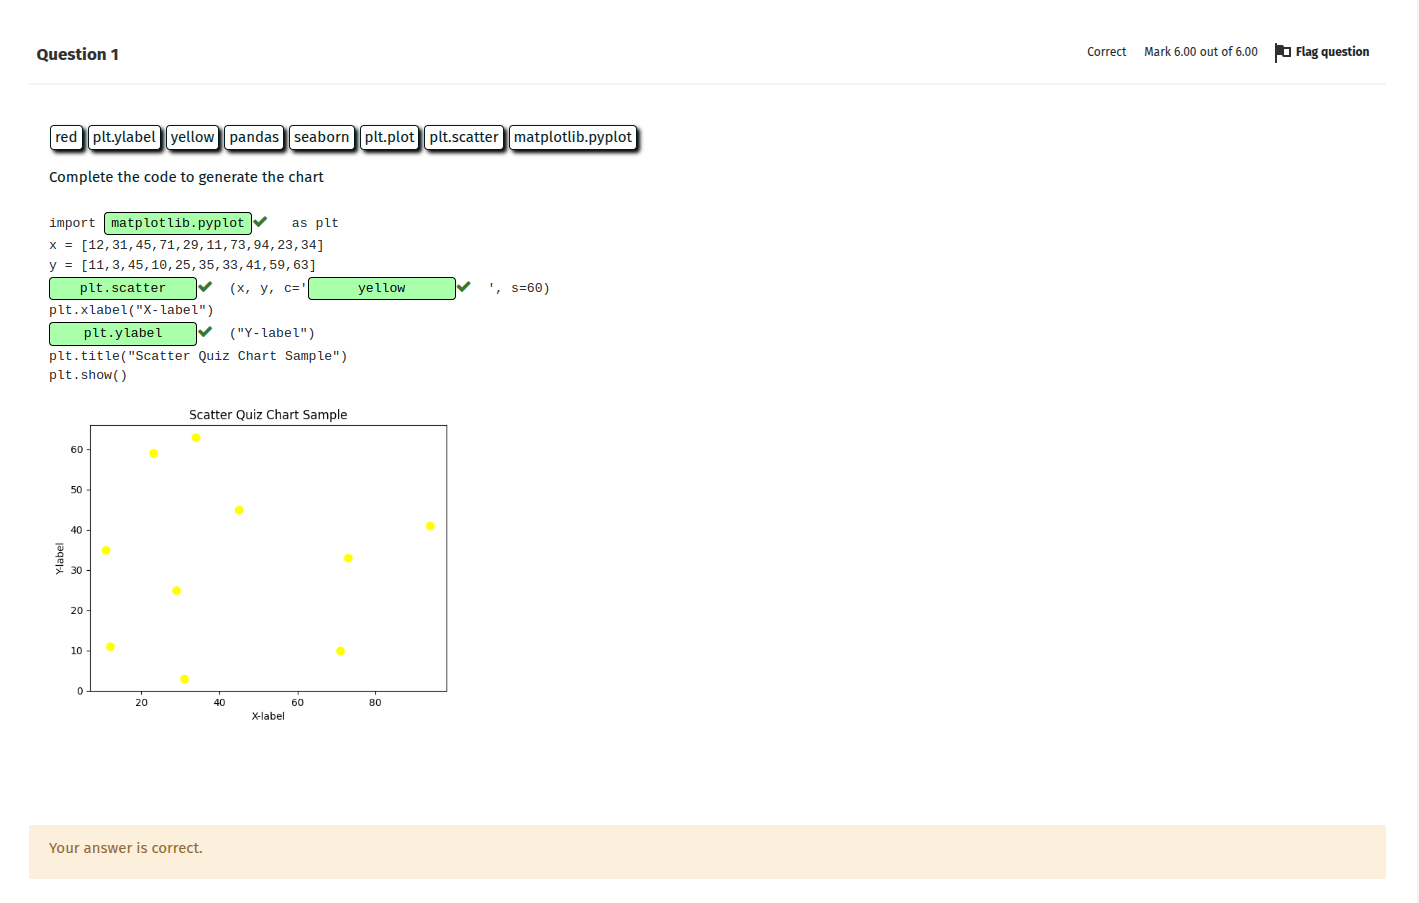 Question 1
Correct Mark 6.00 out of 6.00 Flag question
red plt.ylabel yellow pandas seaborn plt.plot plt.scatter matplotlib.pyplot
Complete the code to generate the chart
import matplotlib.pyplot as plt
x = [12,31,45,71,29,11,73,94,23,34]
y = [11,3,45,10,25,35,33,41,59,63]
plt.scatter (x, y, c='yellow ', s=60)
plt.xlabel("X-label")
plt.ylabel ("Y-label")
plt.title("Scatter Quiz Chart Sample")
plt.show()
Scatter Quiz Chart Sample
60
50
40
30
20
10
0
Y-label
20 40 60 80
X-label
Your answer is correct.